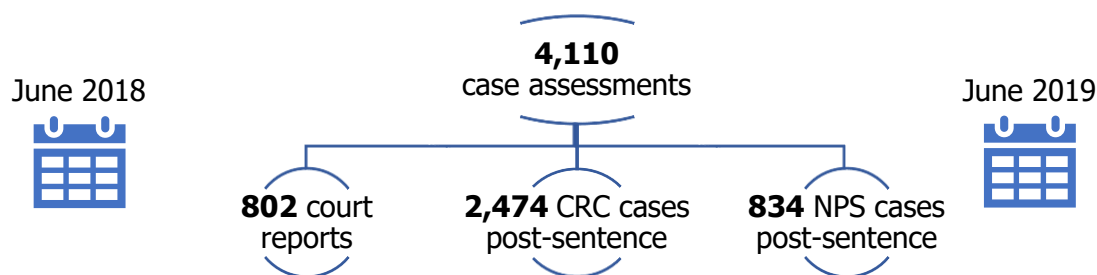 4,110
case assessments
June 2018
June 2019
802 court
reports
2,474 CRC cases
post-sentence
834 NPS cases
post-sentence